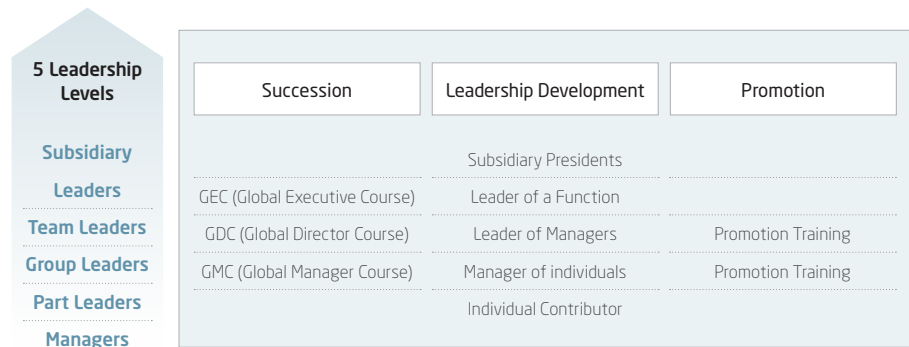 5 Leadership
Levels
Subsidiary
Leaders
Team Leaders
Group Leaders
Part Leaders
Managers
Succession
Leadership Development
Promotion
Subsidiary Presidents
GEC (Global Executive Course)
Leader of a Function
GDC (Global Director Course)
Leader of Managers
Promotion Training
GMC (Global Manager Course)
Manager of individuals
Promotion Training
Individual Contributor